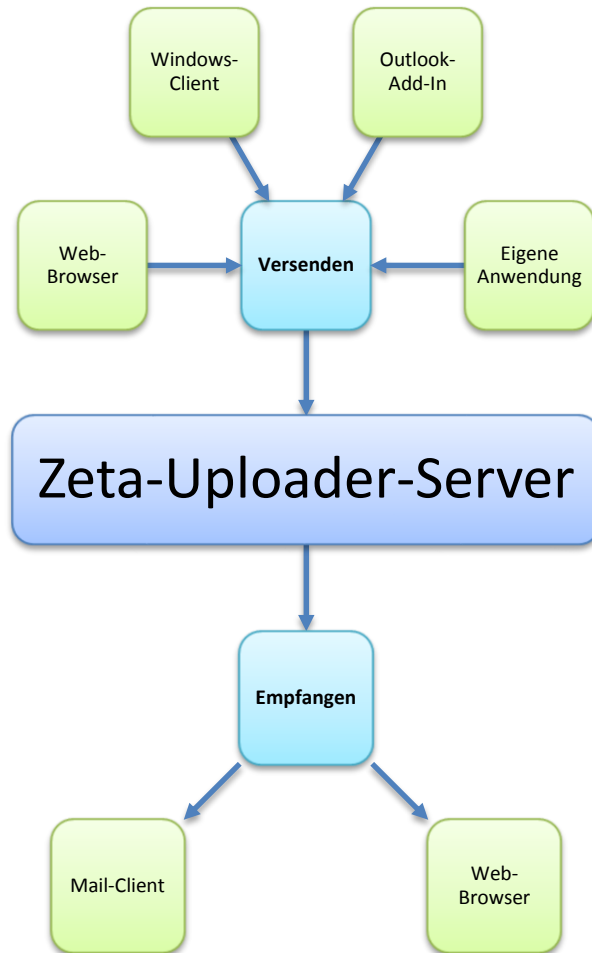 Windows-
Client
Outlook-
Add-In
Web-
Browser
Versenden
Eigene
Anwendung
Zeta-Uploader-Server
Empfangen
Mail-Client
Web-
Browser